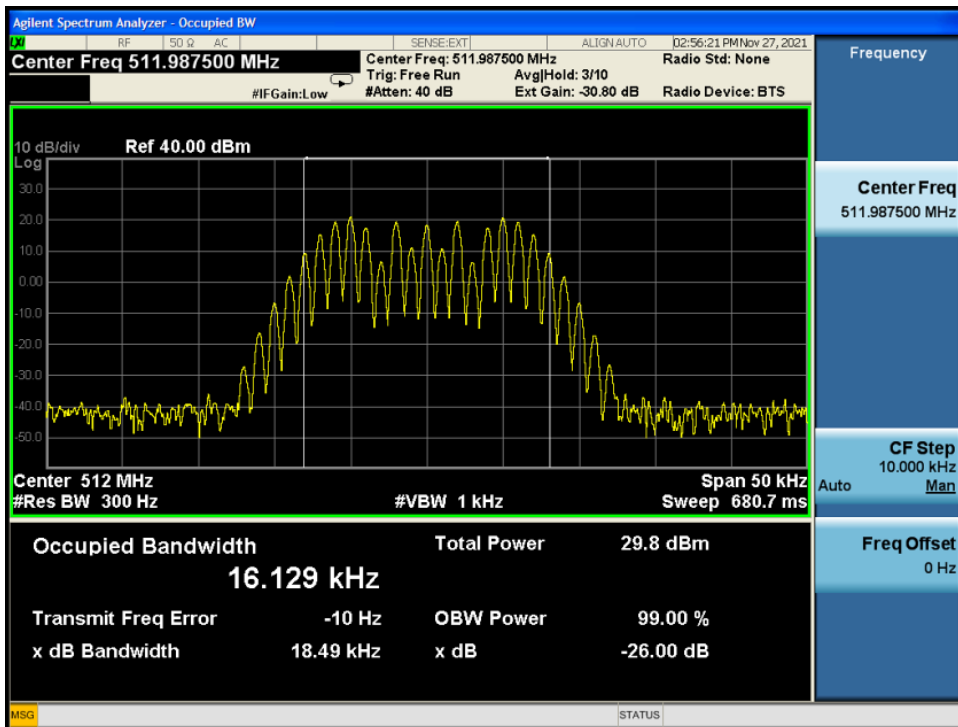 Agilent Spectrum Analyzer - Occupied BW
LXI RF 50 Ω AC SENSE:EXT ALIGN AUTO 02:56:21 PM Nov 27, 2021
Center Freq 511.987500 MHz
Center Freq: 511.987500 MHz Radio Std: None
Trig: Free Run Avg|Hold: 3/10
#IFGain:Low #Atten: 40 dB Ext Gain: -30.80 dB Radio Device: BTS
Frequency
10 dB/div Ref 40.00 dBm
Log
30.0
20.0
10.0
0.00
-10.0
-20.0
-30.0
-40.0
-50.0
Center 512 MHz Span 50 kHz
#Res BW 300 Hz #VBW 1 kHz Sweep 680.7 ms
Occupied Bandwidth Total Power 29.8 dBm
16.129 kHz
Transmit Freq Error -10 Hz OBW Power 99.00 %
x dB Bandwidth 18.49 kHz x dB -26.00 dB
Center Freq
511.987500 MHz
CF Step
10.000 kHz
Auto Man
Freq Offset
0 Hz
MSG STATUS